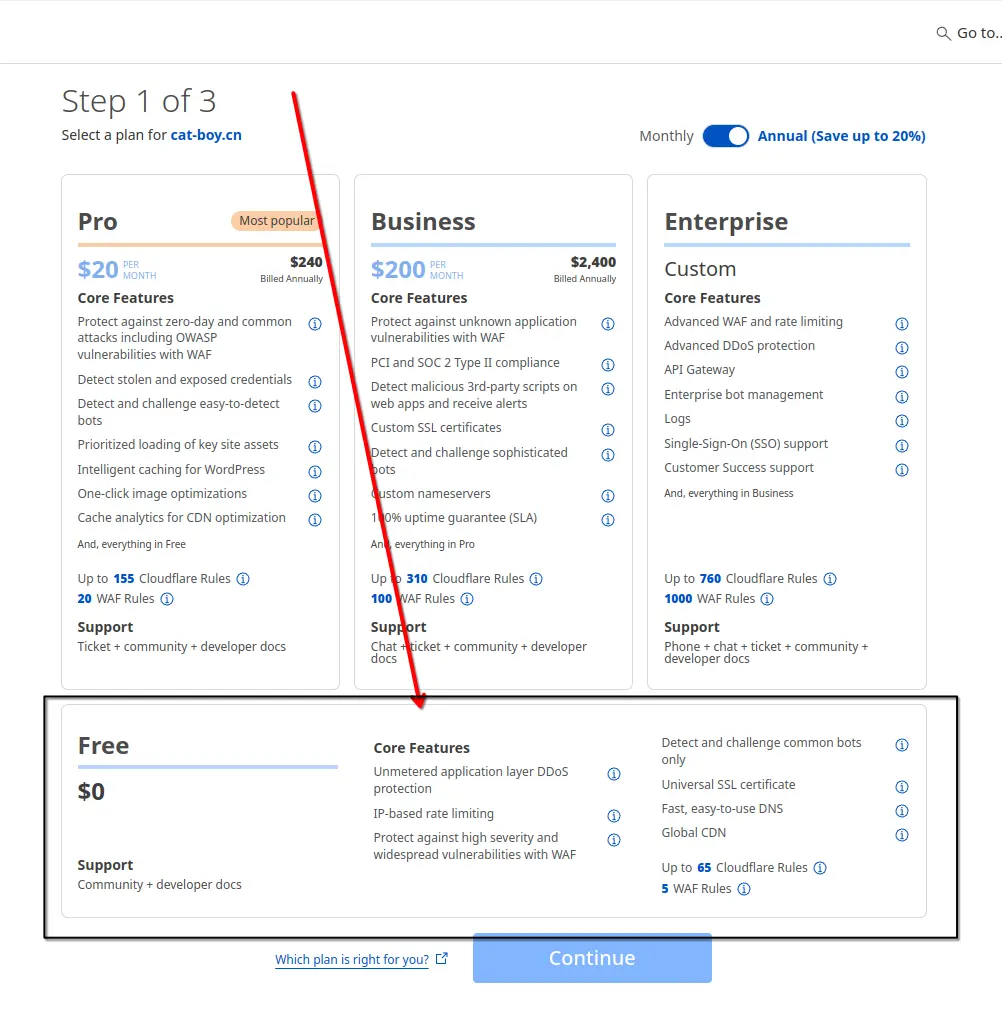 Go to..
Step 1 of 3
Select a plan for cat-boy.cn
Monthly
Annual (Save up to 20%)
Pro
Most popular
$20 PER MONTH
$240
Billed Annually
Core Features
Protect against zero-day and common
attacks including OWASP
vulnerabilities with WAF
Detect stolen and exposed credentials
Detect and challenge easy-to-detect
bots
Prioritized loading of key site assets
Intelligent caching for WordPress
One-click image optimizations
Cache analytics for CDN optimization
And, everything in Free
Up to 155 Cloudflare Rules
20 WAF Rules
Support
Ticket + community + developer docs
Business
$200 PER MONTH
$2,400
Billed Annually
Core Features
Protect against unknown application
vulnerabilities with WAF
PCI and SOC 2 Type II compliance
Detect malicious 3rd-party scripts on
web apps and receive alerts
Custom SSL certificates
Detect and challenge sophisticated
bots
Custom nameservers
100% uptime guarantee (SLA)
And, everything in Pro
Up to 310 Cloudflare Rules
100 WAF Rules
Support
Chat + ticket + community + developer
docs
Enterprise
Custom
Core Features
Advanced WAF and rate limiting
Advanced DDoS protection
API Gateway
Enterprise bot management
Logs
Single-Sign-On (SSO) support
Customer Success support
And, everything in Business
Up to 760 Cloudflare Rules
1000 WAF Rules
Support
Phone + chat + ticket + community +
developer docs
Free
$0
Support
Community + developer docs
Core Features
Unmetered application layer DDoS
protection
IP-based rate limiting
Protect against high severity and
widespread vulnerabilities with WAF
Detect and challenge common bots
only
Universal SSL certificate
Fast, easy-to-use DNS
Global CDN
Up to 65 Cloudflare Rules
5 WAF Rules
Which plan is right for you?
Continue